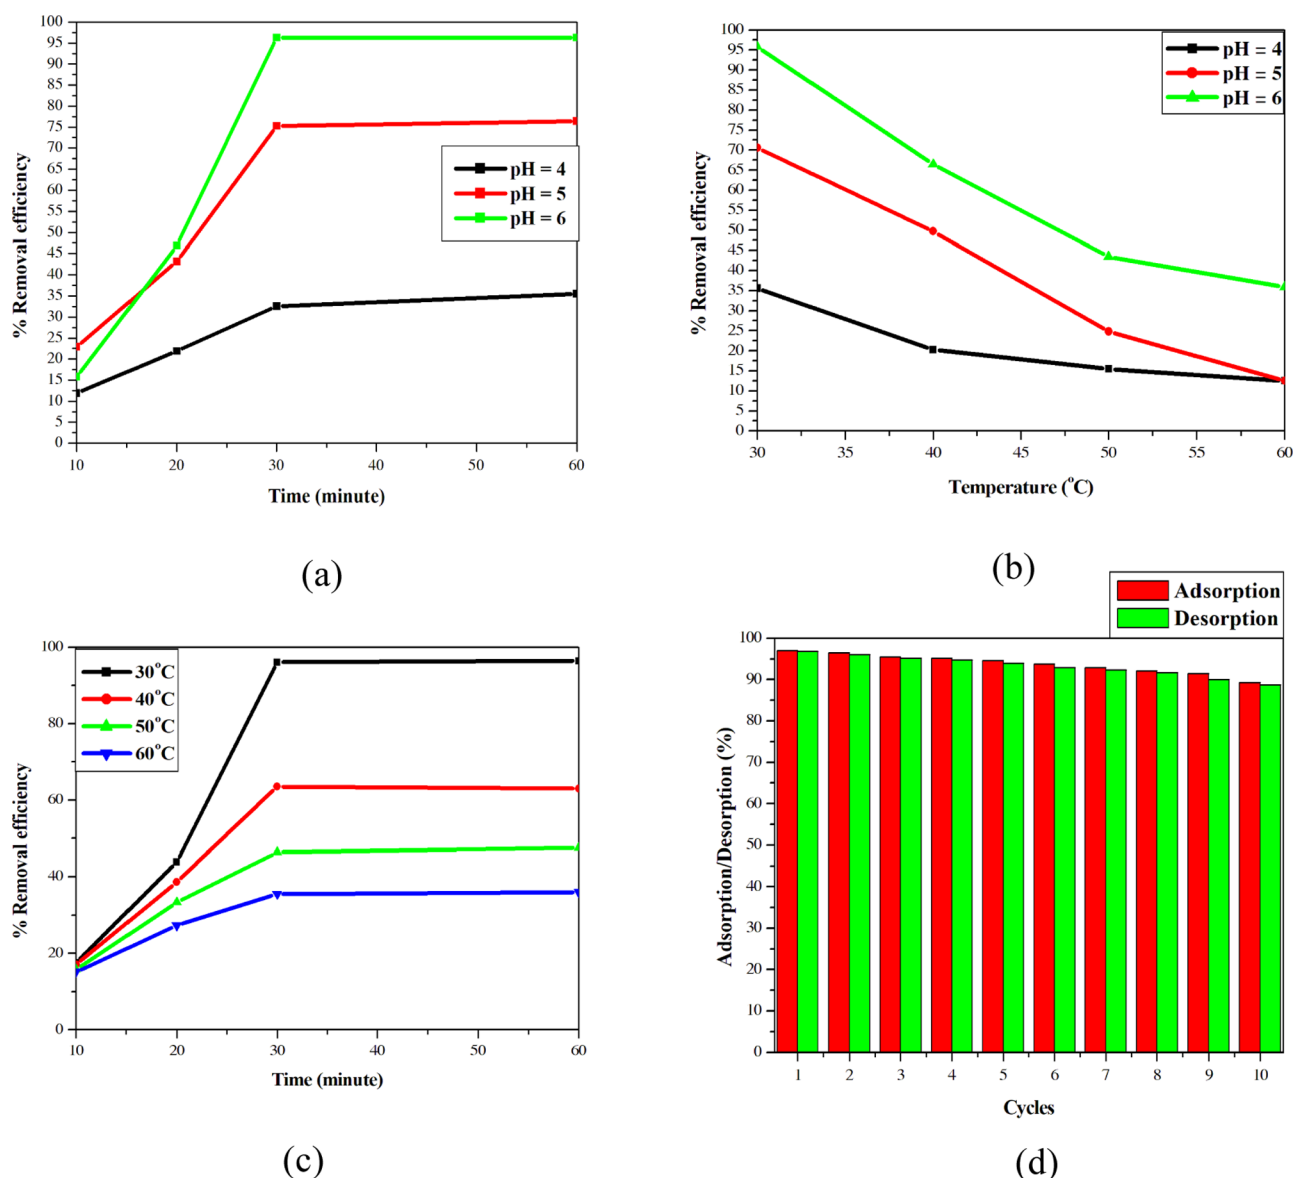 100
95
90
85
80
75
70
65
60
55
50
45
40
35
30
25
20
15
10
5
0
% Removal efficiency
pH = 4
pH = 5
pH = 6
10 20 30 40 50 60
Time (minute)
(a)
100
95
90
85
80
75
70
65
60
55
50
45
40
35
30
25
20
15
10
5
0
% Removal efficiency
pH = 4
pH = 5
pH = 6
30 35 40 45 50 55 60
Temperature (°C)
(b)
100
80
60
40
20
0
% Removal efficiency
30°C
40°C
50°C
60°C
10 20 30 40 50 60
Time (minute)
(c)
Adsorption
Desorption
100
90
80
70
60
50
40
30
20
10
0
Adsorption/Desorption (%)
1 2 3 4 5 6 7 8 9 10
Cycles
(d)